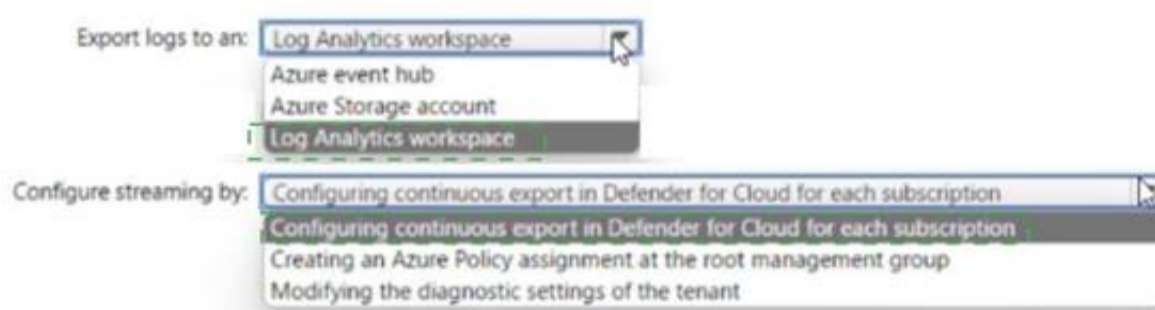 Export logs to an: Log Analytics workspace
Azure event hub
Azure Storage account
Log Analytics workspace
Configure streaming by: Configuring continuous export in Defender for Cloud for each subscription
Configuring continuous export in Defender for Cloud for each subscription
Creating an Azure Policy assignment at the root management group
Modifying the diagnostic settings of the tenant